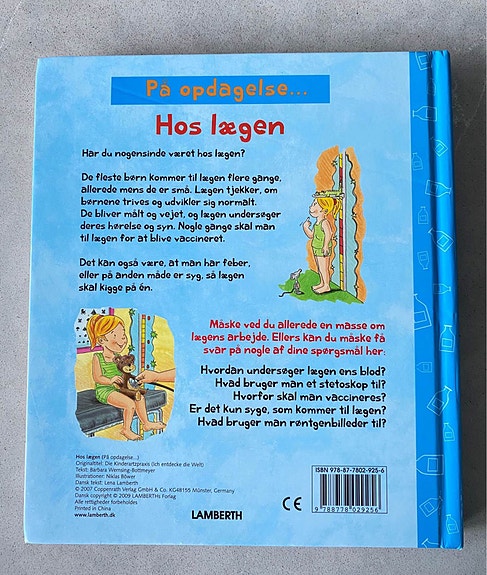 På opdagelse...
Hos lægen
Har du nogensinde været hos lægen?
De fleste børn kommer til lægen flere gange,
allerede mens de er små. Lægen tjekker, om
børnene trives og udvikler sig normalt.
De bliver målt og vejet, og lægen undersøger
deres hørelse og syn. Nogle gange skal man
til lægen for at blive vaccineret.
Det kan også være, at man har feber,
eller på anden måde er syg, så lægen
skal kigge på én.
Måske ved du allerede en masse om
lægens arbejde. Ellers kan du måske få
svar på nogle af dine spørgsmål her:
Hvordan undersøger lægen ens blod?
Hvad bruger man et stetoskop til?
Hvorfor skal man vaccineres?
Er det kun syge, som kommer til lægen?
Hvad bruger man røntgenbilleder til?
Hos lægen (På opdagelse...)
Originaltitel: Die Kinderarztpraxis (Ich entdecke die Welt)
Tekst: Barbara Wernsing-Bottmeyer
Illustrationer: Niklas Böwer
Dansk tekst: Lena Lamberth
© 2007 Coppenrath Verlag GmbH & Co. KG48155 Münster, Germany
Dansk copyright © 2009 LAMBERTHs Forlag
Alle rettigheder forbeholdes
Printed in China
www.lamberth.dk
LAMBERTH
CE
ISBN 978-87-7802-925-6
9 788778 029256